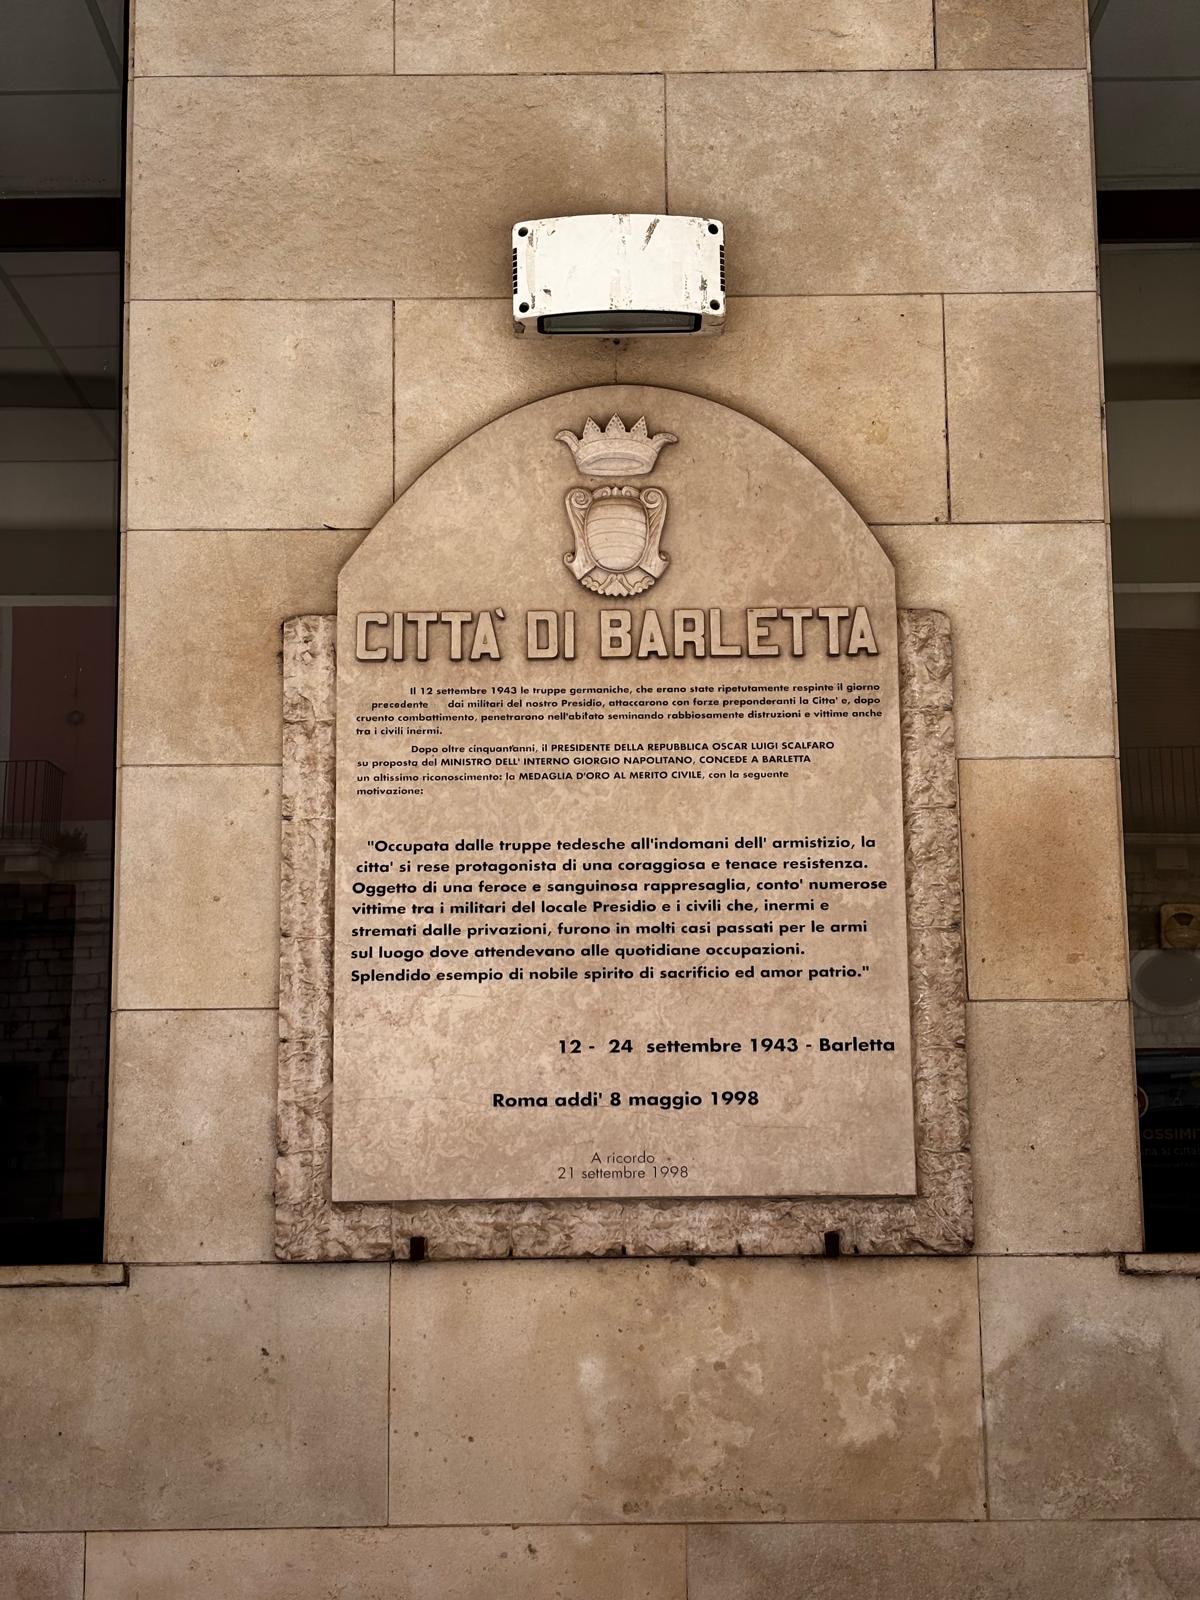 CITTA' DI BARLETTA
Il 12 settembre 1943 le truppe germaniche, che erano state ripetutamente respinte il giorno
precedente dai militari del nostro Presidio, attaccarono con forze preponderanti la Citta' e, dopo
cruento combattimento, penetrarono nell'abitato seminando rabbiosamente distruzioni e vittime anche
tra i civili inermi.
Dopo oltre cinquant'anni, il PRESIDENTE DELLA REPUBBLICA OSCAR LUIGI SCALFARO
su proposta del MINISTRO DELL' INTERNO GIORGIO NAPOLITANO, CONCEDE A BARLETTA
un altissimo riconoscimento: la MEDAGLIA D'ORO AL MERITO CIVILE, con la seguente
motivazione:
"Occupata dalle truppe tedesche all'indomani dell' armistizio, la
citta' si rese protagonista di una coraggiosa e tenace resistenza.
Oggetto di una feroce e sanguinosa rappresaglia, conto' numerose
vittime tra i militari del locale Presidio e i civili che, inermi e
stremati dalle privazioni, furono in molti casi passati per le armi
sul luogo dove attendevano alle quotidiane occupazioni.
Splendido esempio di nobile spirito di sacrificio ed amor patrio."
12 - 24 settembre 1943 - Barletta
Roma addi' 8 maggio 1998
A ricordo
21 settembre 1998